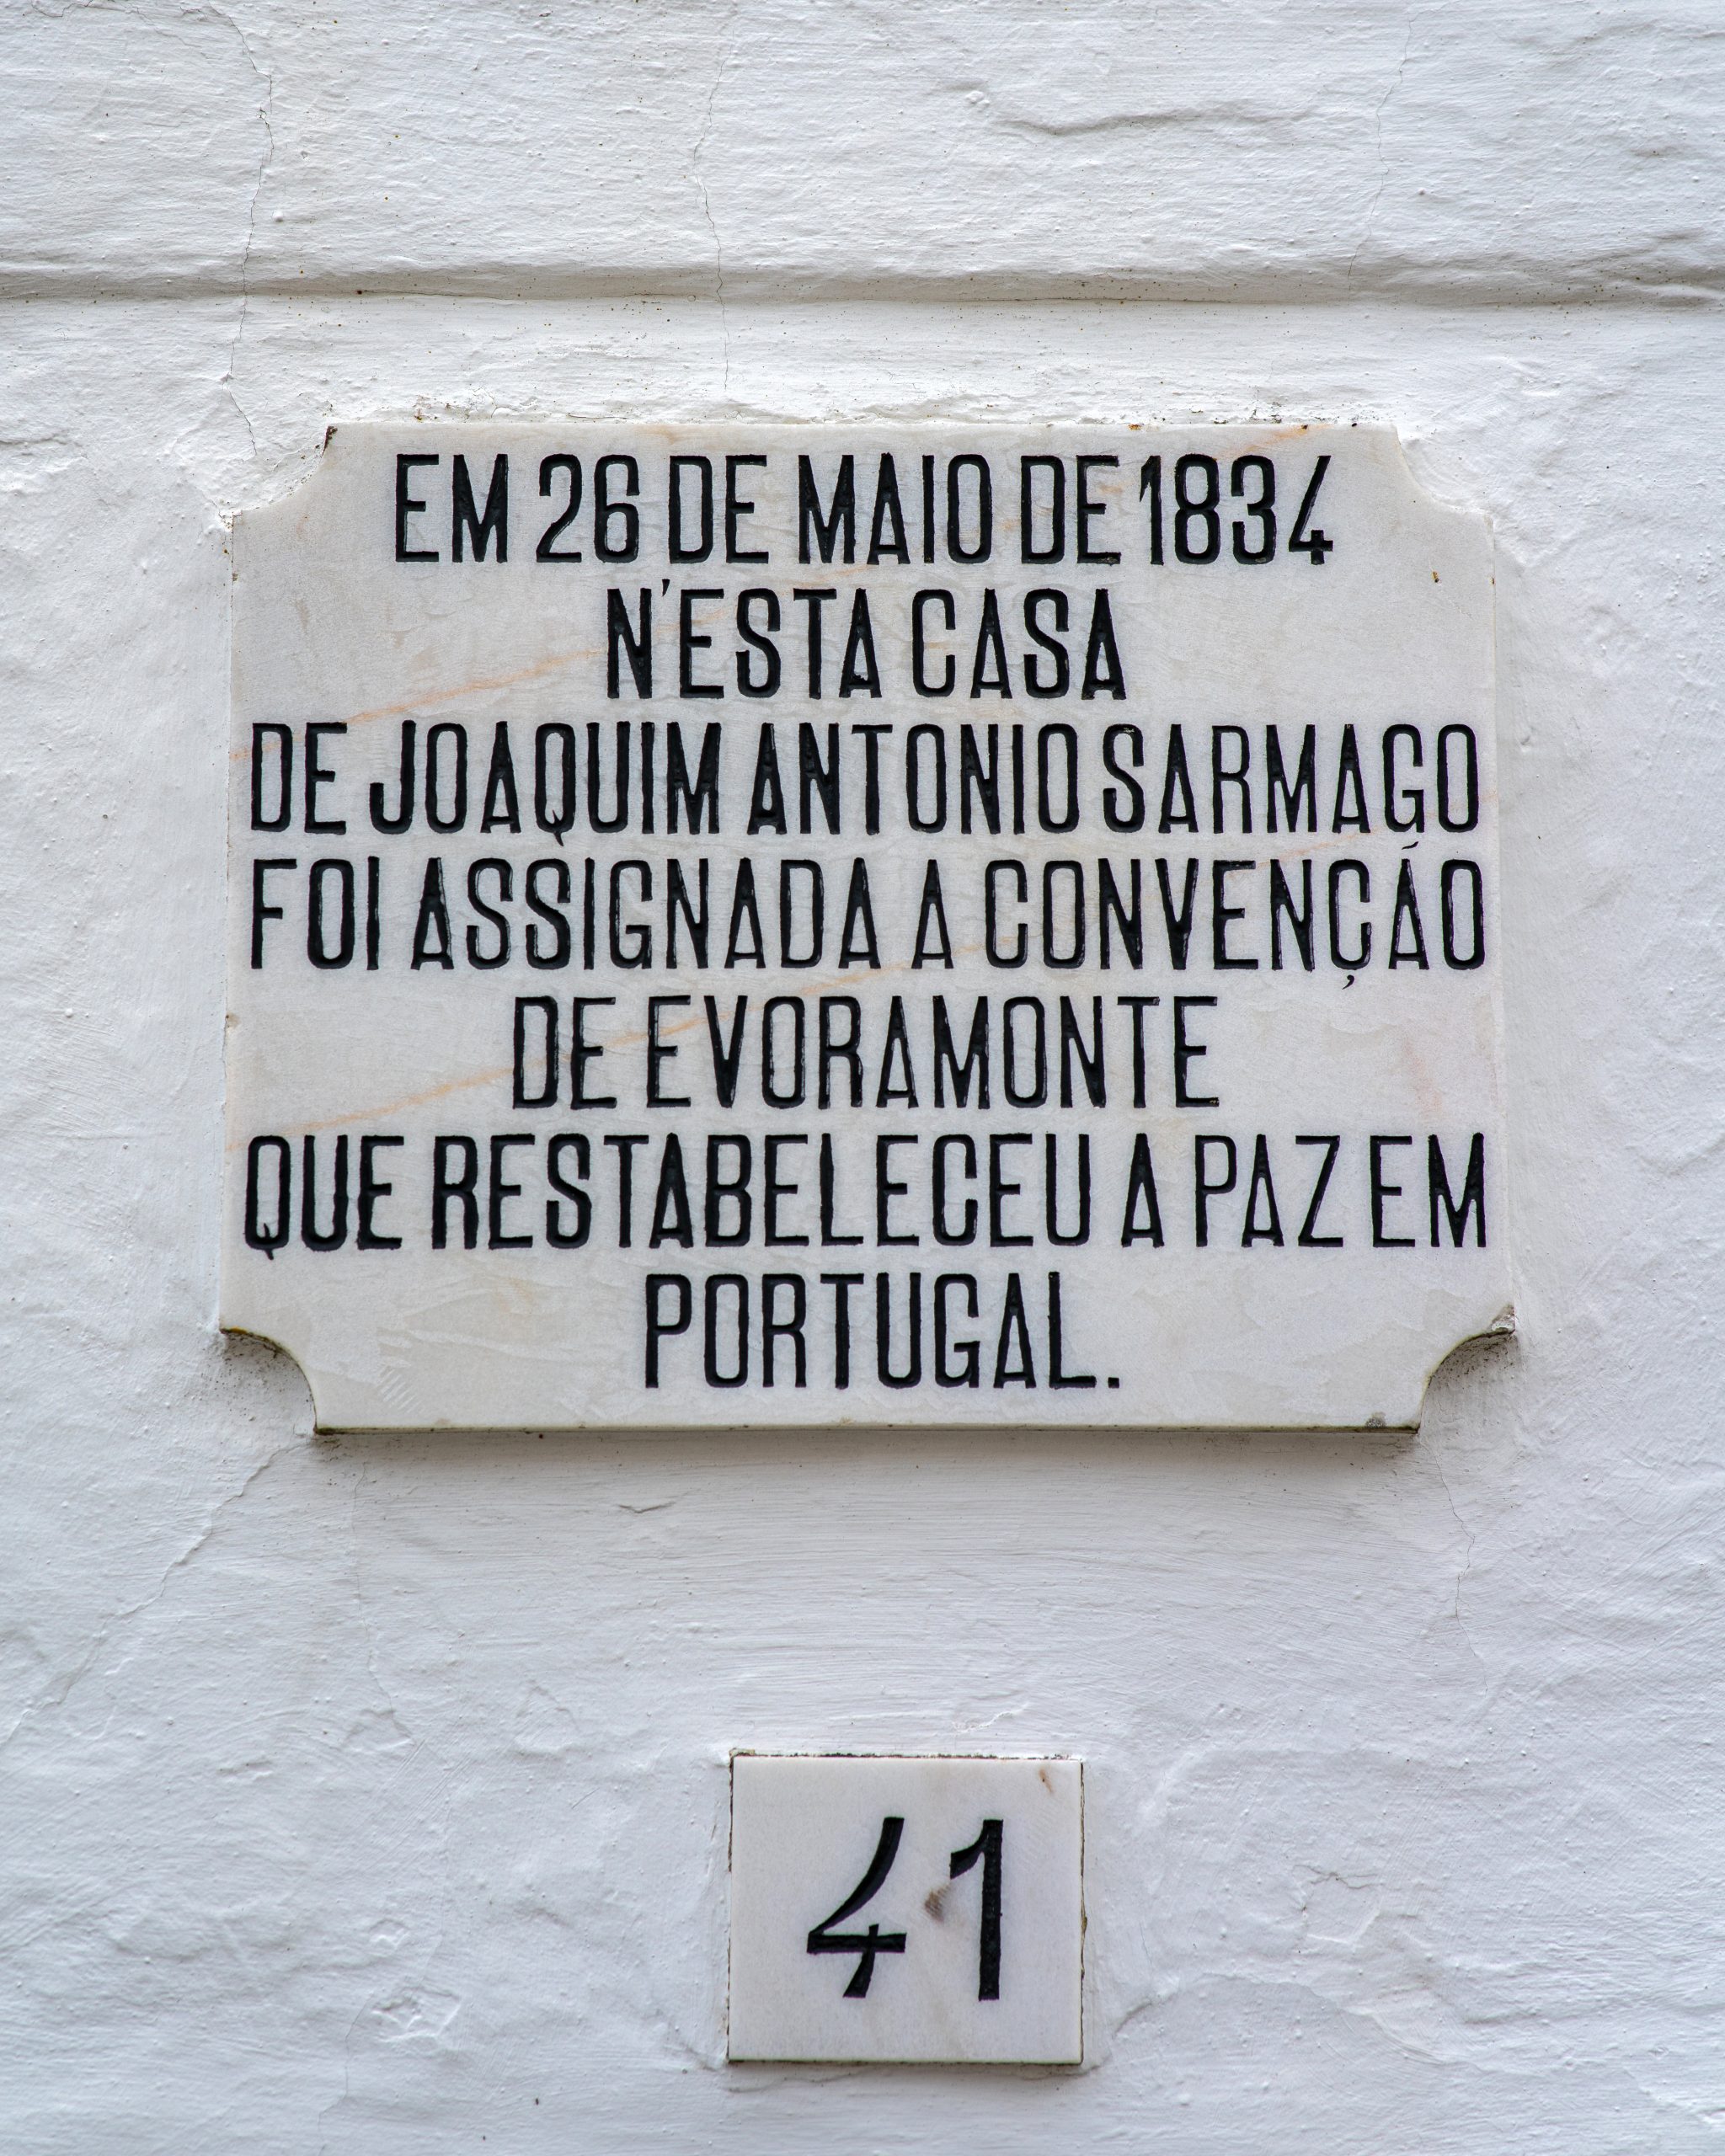 EM 26 DE MAIO DE 1834
N'ESTA CASA
DE JOAQUIM ANTONIO SARMAGO
FOI ASSIGNADA A CONVENÇÃO
DE EVORAMONTE
QUE RESTABELECEU A PAZ EM
PORTUGAL.
41